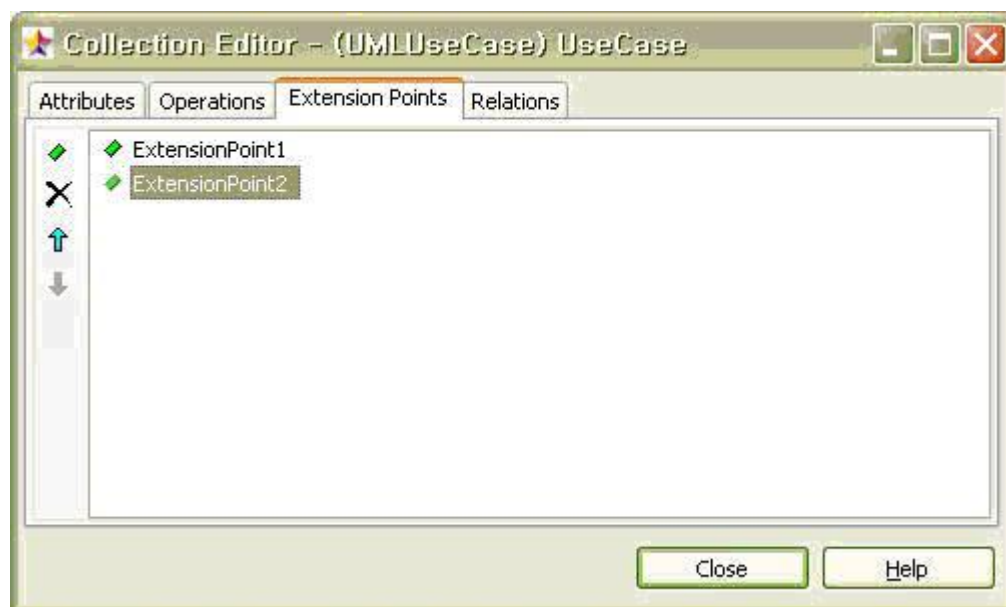 Collection Editor - (UMLUseCase) UseCase
Attributes Operations Extension Points Relations
ExtensionPoint1
ExtensionPoint2
Close Help